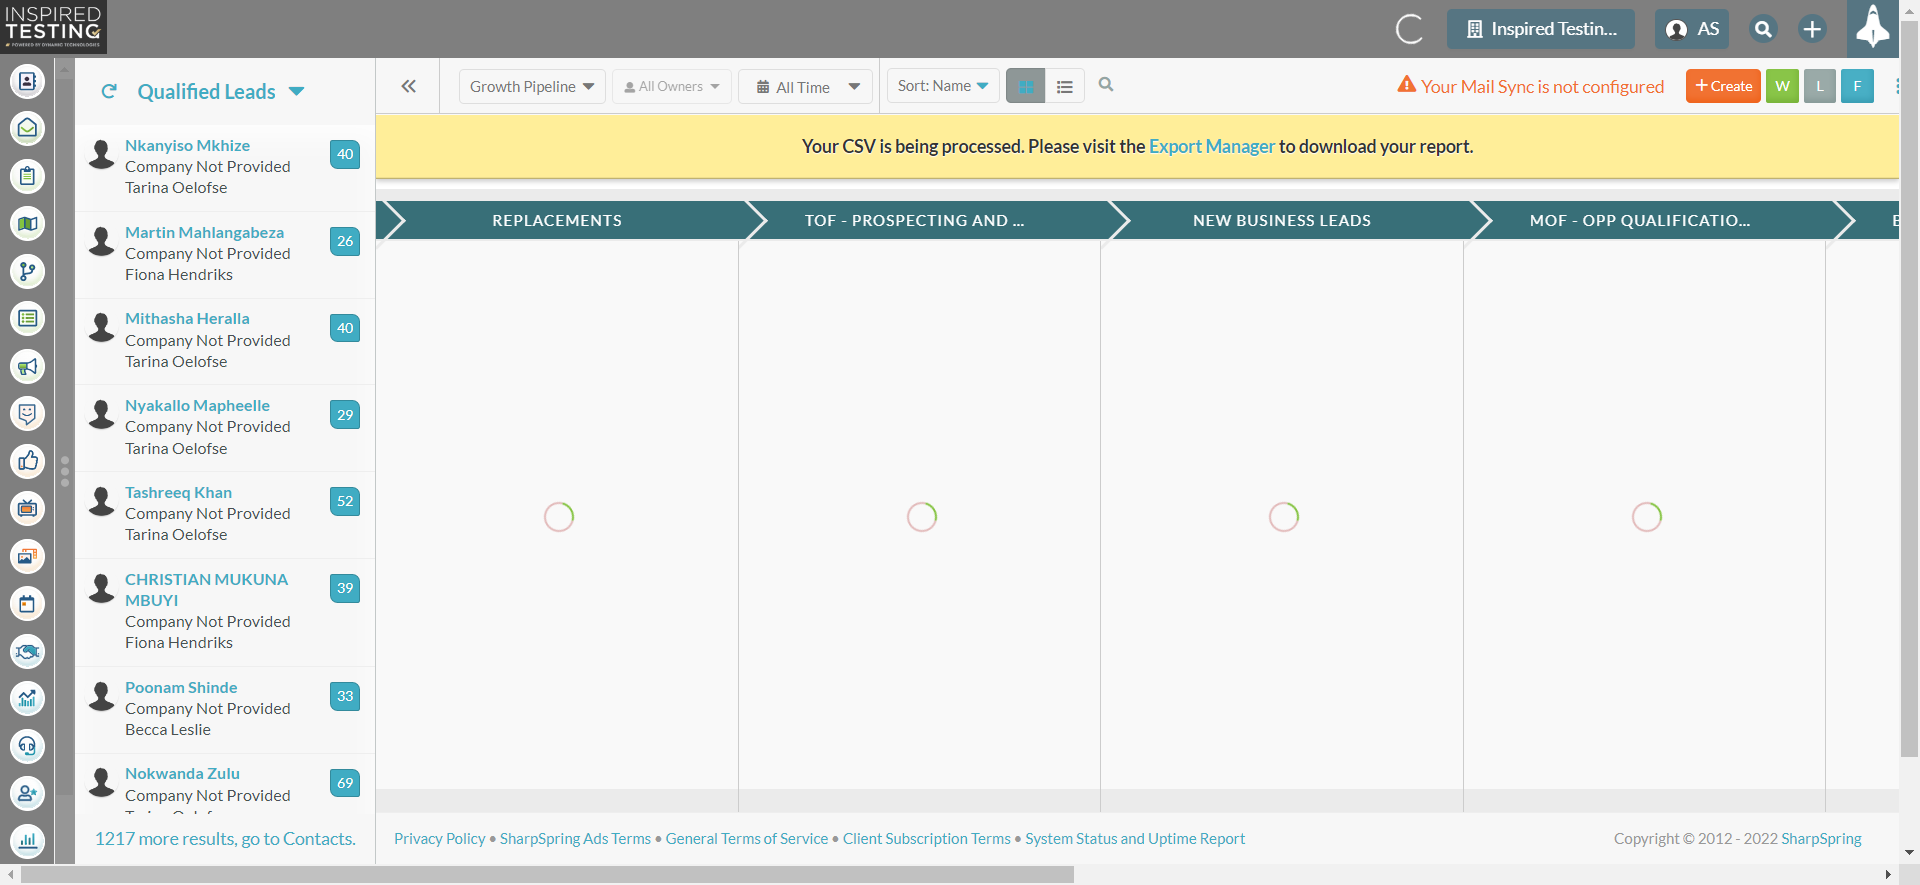 INSPIRED
TESTING
POWERED BY DYNAMIC TECHNOLOGIES
Inspired Testin...
AS
Qualified Leads
Growth Pipeline
All Owners
All Time
Sort: Name
Your Mail Sync is not configured
+ Create
W
L
F
Your CSV is being processed. Please visit the Export Manager to download your report.
REPLACEMENTS
TOF - PROSPECTING AND ...
NEW BUSINESS LEADS
MOF - OPP QUALIFICATIO...
Nkanyiso Mkhize
40
Company Not Provided
Tarina Oelofse
Martin Mahlangabeza
26
Company Not Provided
Fiona Hendriks
Mithasha Heralla
40
Company Not Provided
Tarina Oelofse
Nyakallo Mapheelle
29
Company Not Provided
Tarina Oelofse
Tashreeq Khan
52
Company Not Provided
Tarina Oelofse
CHRISTIAN MUKUNA
MBUYI
39
Company Not Provided
Fiona Hendriks
Poonam Shinde
33
Company Not Provided
Becca Leslie
Nokwanda Zulu
69
Company Not Provided
1217 more results, go to Contacts.
Privacy Policy • SharpSpring Ads Terms • General Terms of Service • Client Subscription Terms • System Status and Uptime Report
Copyright © 2012 - 2022 SharpSpring